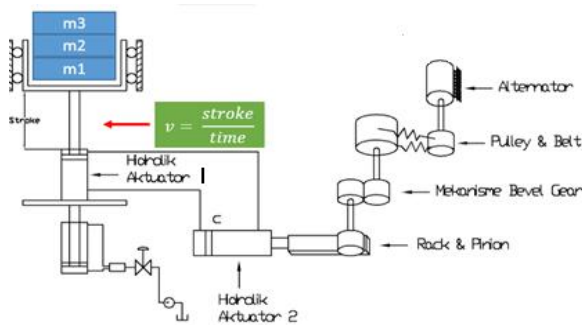 m3
m2
m1
Stroke
v = stroke
time
Hidrolik
Aktuator 1
C
Hidrolik
Aktuator 2
Alternator
Pulley & Belt
Mekanisme Bevel Gear
Rack & Pinion